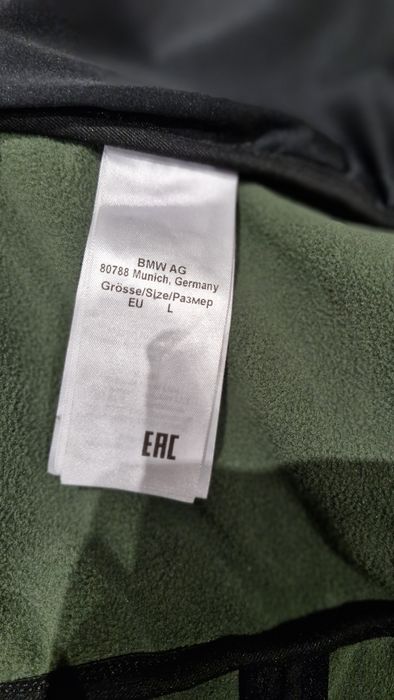 BMW AG
80788 Munich, Germany
Grösse/Size/Размер
EU L
EAC